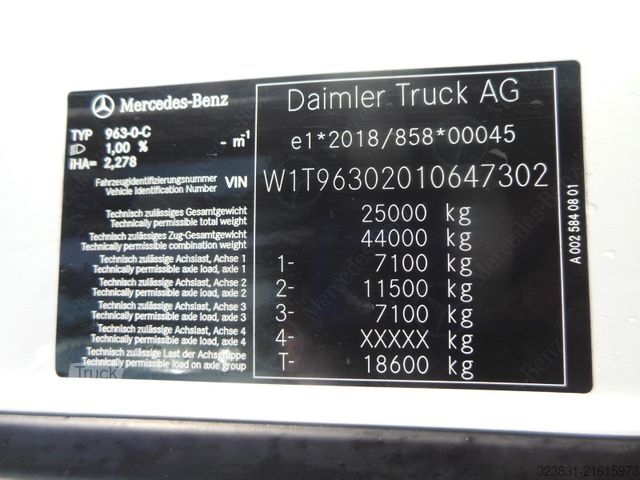 Mercedes-Benz
Daimler Truck AG
TYP 963-0-C
1,00 % - m⁻¹
iHA= 2,278
e1*2018/858*00045
Fahrzeugidentifizierungsnummer
Vehicle Identification Number VIN
W1T96302010647302
Technisch zulässiges Gesamtgewicht
Technically permissible total weight
25000 kg
Technisch zulässiges Zug-Gesamtgewicht
Technically permissible combination weight
44000 kg
Technisch zulässige Achslast, Achse 1
Technically permissible axle load, axle 1
1- 7100 kg
Technisch zulässige Achslast, Achse 2
Technically permissible axle load, axle 2
2- 11500 kg
Technisch zulässige Achslast, Achse 3
Technically permissible axle load, axle 3
3- 7100 kg
Technisch zulässige Achslast, Achse 4
Technically permissible axle load, axle 4
4- XXXXX kg
Technisch zulässige Last der Achsgruppe
Technically permissible load on axle group
T- 18600 kg
A 002 584 08 01
Truck
323831-21615973